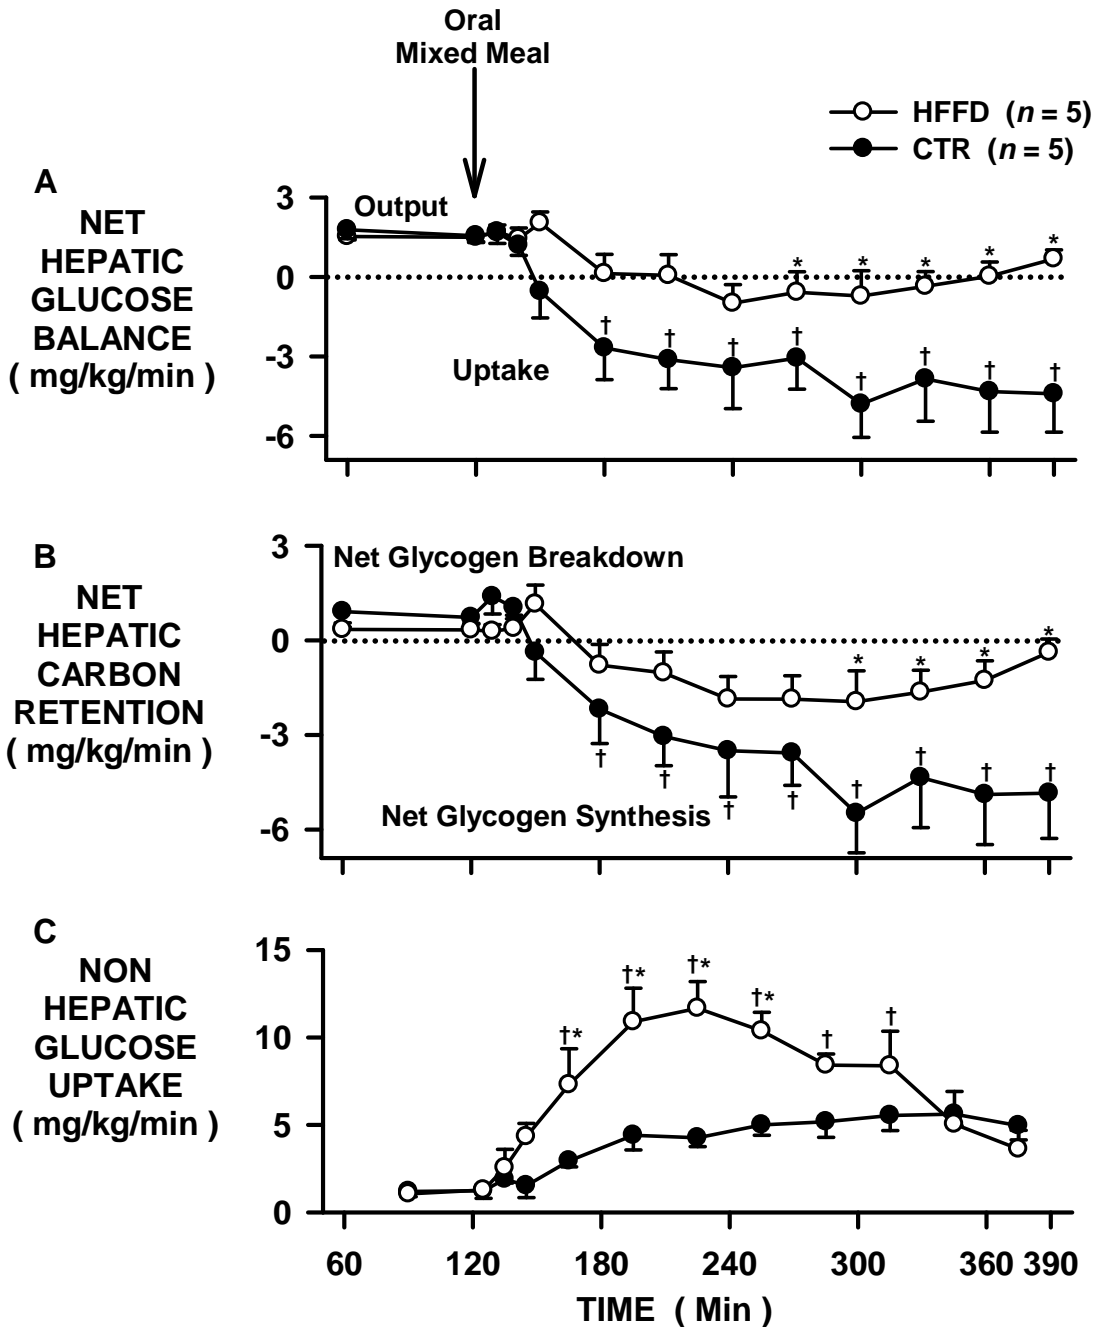 Oral
Mixed Meal
HFFD (n = 5)
CTR (n = 5)
A
NET
HEPATIC
GLUCOSE
BALANCE
( mg/kg/min )
3
0
-3
-6
Output
Uptake
* * * * * *
† † † † † † † †
B
NET
HEPATIC
CARBON
RETENTION
( mg/kg/min )
3
0
-3
-6
Net Glycogen Breakdown
Net Glycogen Synthesis
* * * *
† † † † † † † †
C
NON
HEPATIC
GLUCOSE
UPTAKE
( mg/kg/min )
15
10
5
0
†* †* †* †* † †
60 120 180 240 300 360 390
TIME ( Min )